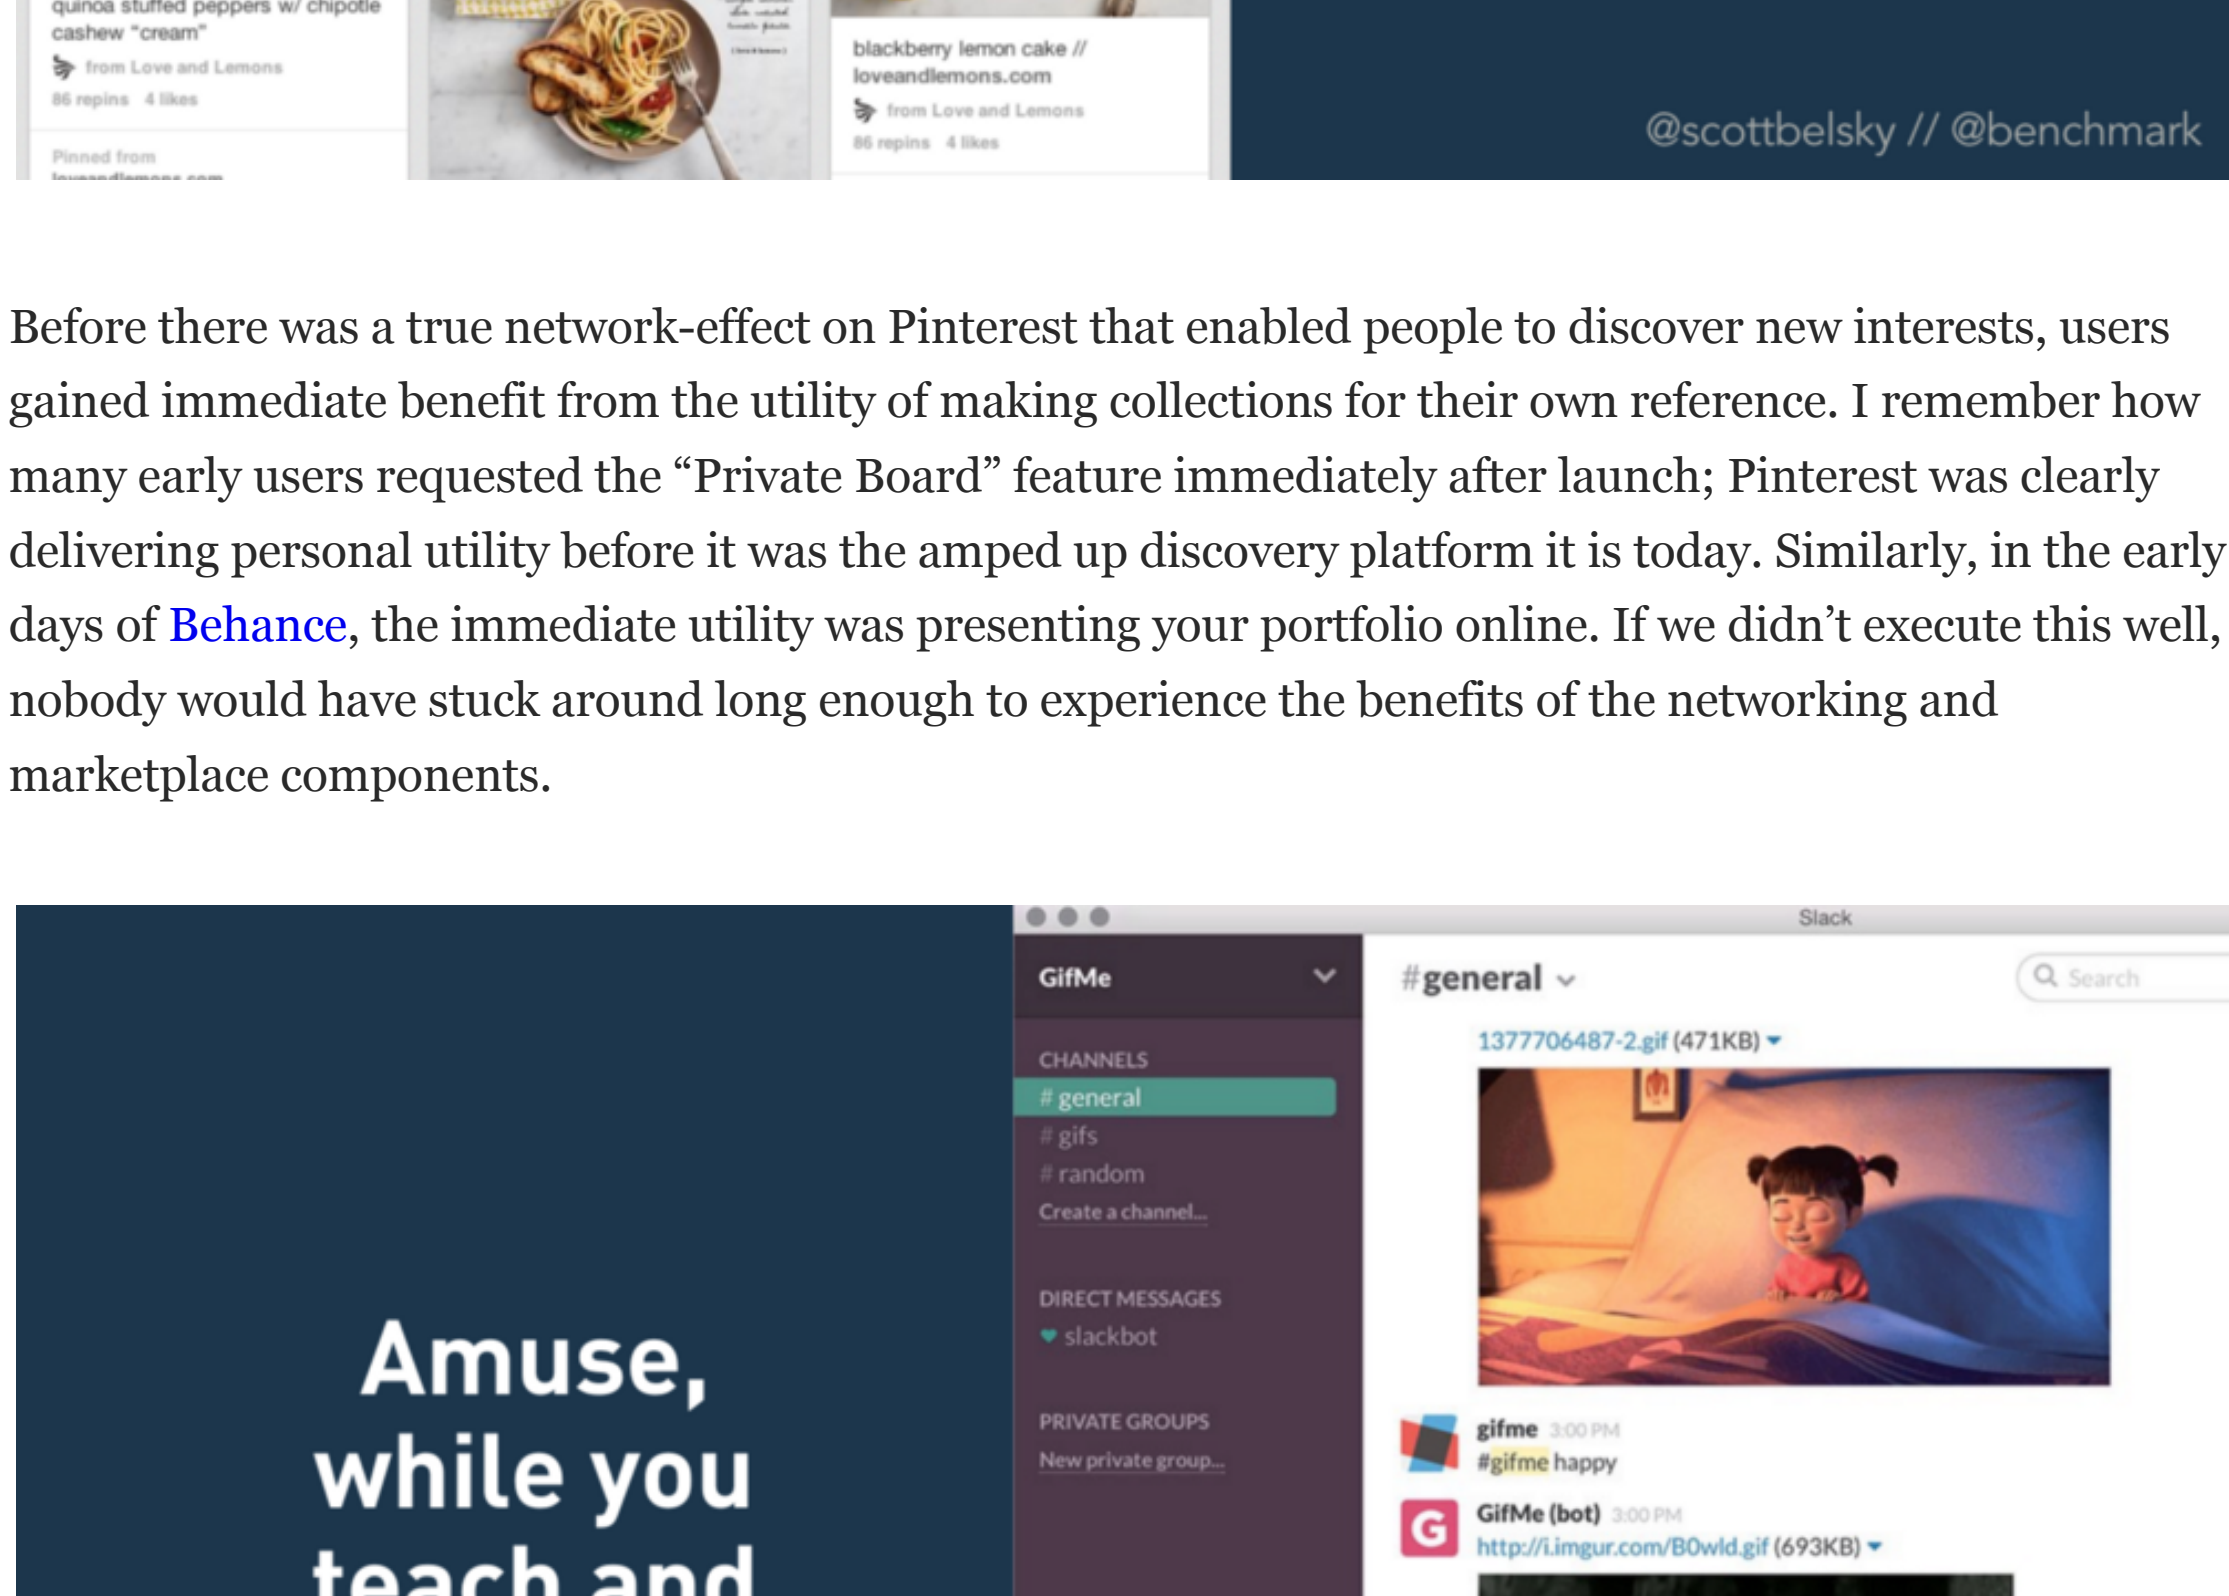 quinoa stuffed peppers w/ chipotle
cashew “cream”
from Love and Lemons
86 repins 4 likes
Pinned from
loveandlemons.com
blackberry lemon cake //
loveandlemons.com
from Love and Lemons
86 repins 4 likes
@scottbelsky // @benchmark
Before there was a true network-effect on Pinterest that enabled people to discover new interests, users
gained immediate benefit from the utility of making collections for their own reference. I remember how
many early users requested the “Private Board” feature immediately after launch; Pinterest was clearly
delivering personal utility before it was the amped up discovery platform it is today. Similarly, in the early
days of Behance, the immediate utility was presenting your portfolio online. If we didn’t execute this well,
nobody would have stuck around long enough to experience the benefits of the networking and
marketplace components.
Amuse,
while you
teach and
Slack
GifMe
CHANNELS
# general
# gifs
# random
Create a channel...
DIRECT MESSAGES
slackbot
PRIVATE GROUPS
New private group...
#general
Search
1377706487-2.gif (471KB)
gifme 3:00 PM
#gifme happy
G
GifMe (bot) 3:00 PM
http://i.imgur.com/B0wld.gif (693KB)